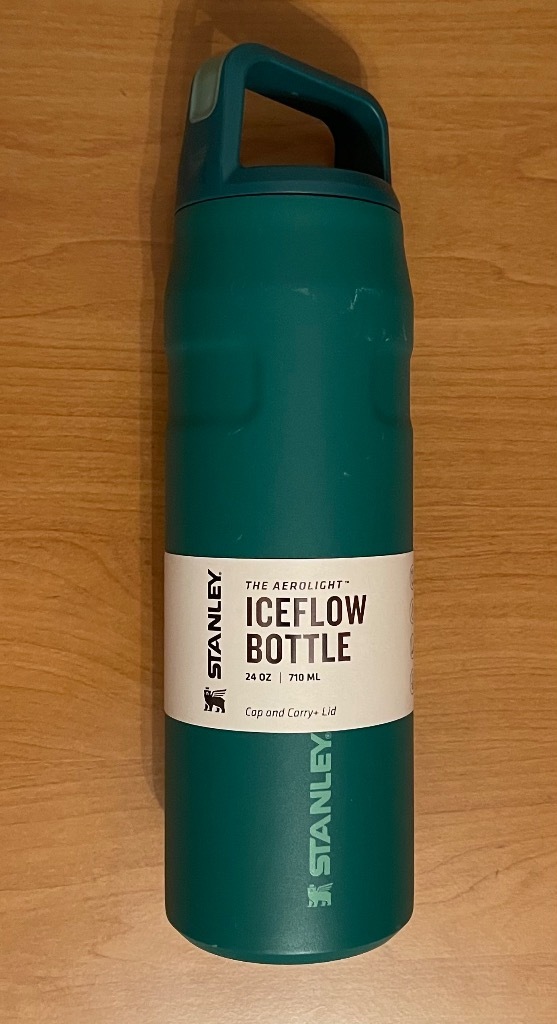 STANLEY.
THE AEROLIGHT™
ICEFLOW
BOTTLE
24 OZ | 710 ML
Cap and Carry+ Lid
STANLEY.